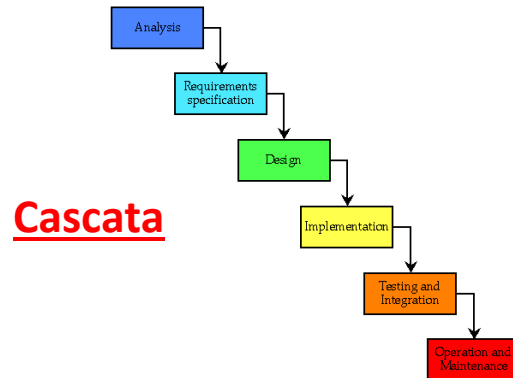 Analysis
Requirements
specification
Design
Cascata
Implementation
Testing and
Integration
Operation and
Maintenance